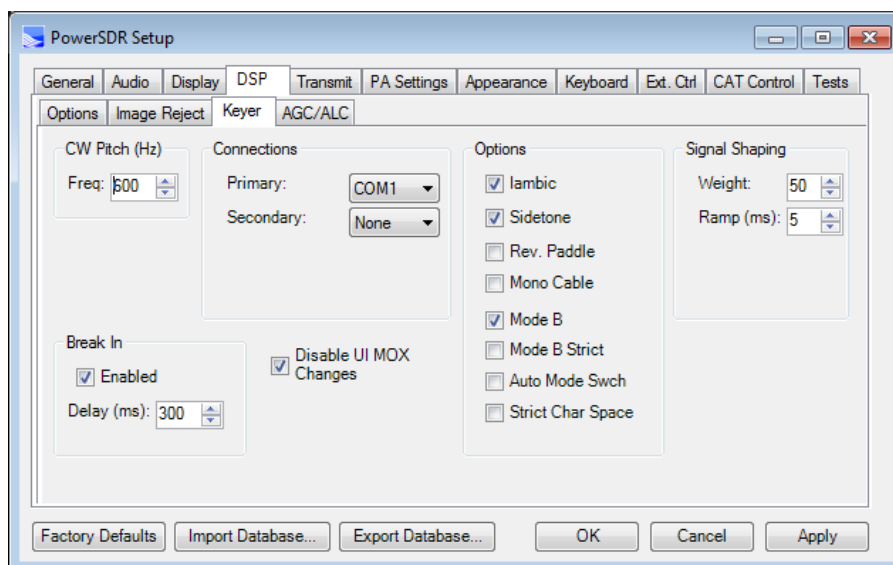 PowerSDR Setup
General Audio Display DSP Transmit PA Settings Appearance Keyboard Ext. Ctrl CAT Control Tests
Options Image Reject Keyer AGC/ALC
CW Pitch (Hz)
Freq: 600
Connections
Primary: COM1
Secondary: None
Options
Iambic
Sidetone
Rev. Paddle
Mono Cable
Mode B
Mode B Strict
Auto Mode Swch
Strict Char Space
Signal Shaping
Weight: 50
Ramp (ms): 5
Break In
Enabled
Delay (ms): 300
Disable UI MOX
Changes
Factory Defaults Import Database... Export Database... OK Cancel Apply